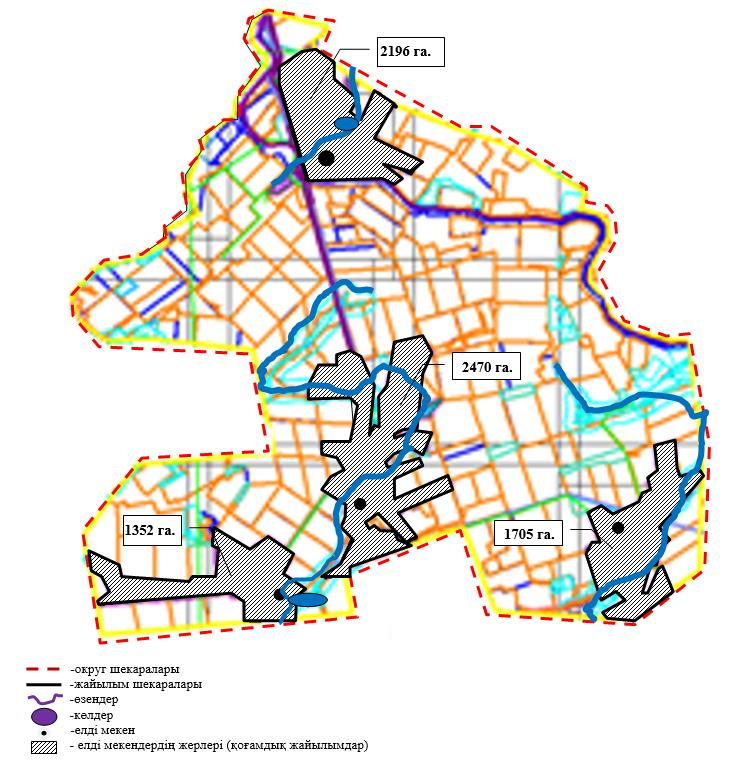 2196 га.
2470 га.
1352 га.
1705 га.
-округ шекаралары
-жайылым шекаралары
-өзендер
-көлдер
-елді мекен
- елді мекендердің жерлері (қоғамдық жайылымдар)